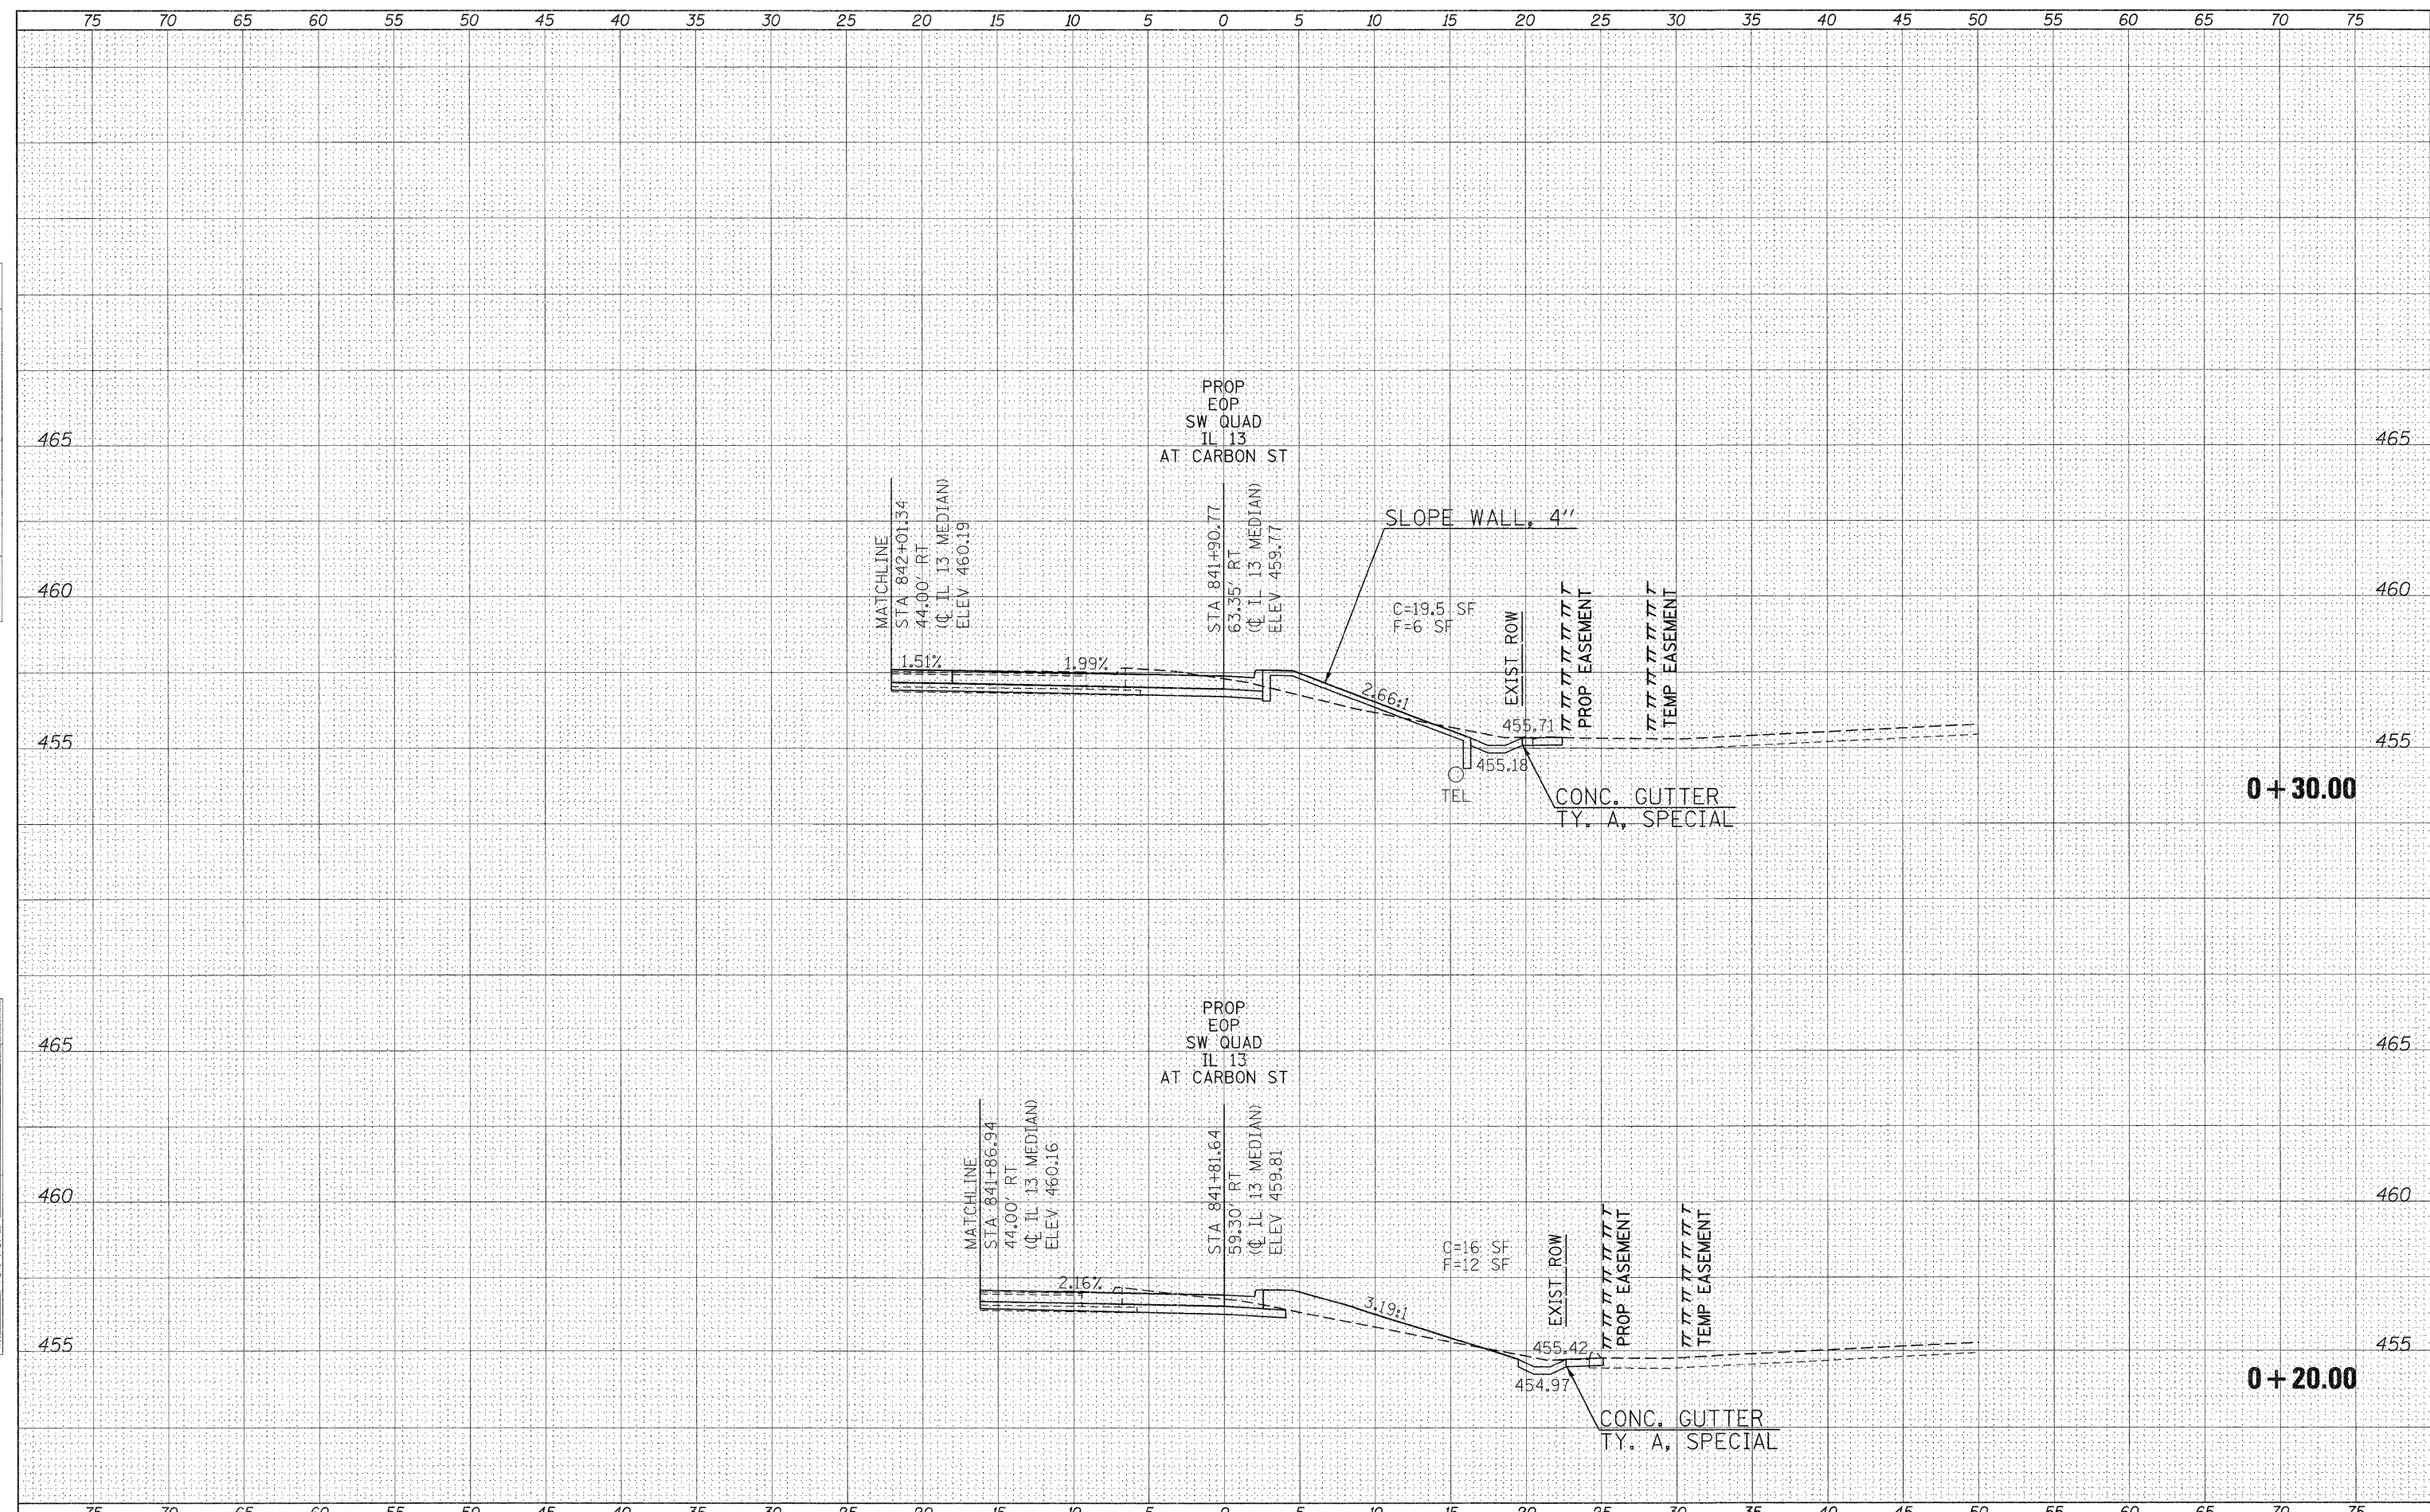 75 70 65 60 55 50 45 40 35 30 25 20 15 10 5 0 5 10 15 20 25 30 35 40 45 50 55 60 65 70 75
PROP
EOP
SW QUAD
IL 13
AT CARBON ST
465 465
MATCHLINE
STA 842+01.34
44.00' RT
(℄ IL 13 MEDIAN)
ELEV 460.19
STA 841+90.77
63.35' RT
(℄ IL 13 MEDIAN)
ELEV 459.77
SLOPE WALL, 4"
460 460
C=19.5 SF
F=6 SF
EXIST ROW
PROP EASEMENT
TEMP EASEMENT
1.51%
1.99%
2.66:1
455.71
455 455
455.18
TEL
CONC. GUTTER
TY. A, SPECIAL
0+30.00
PROP
EOP
SW QUAD
IL 13
AT CARBON ST
465 465
MATCHLINE
STA 841+86.94
44.00' RT
(℄ IL 13 MEDIAN)
ELEV 460.16
STA 841+81.64
59.30' RT
(℄ IL 13 MEDIAN)
ELEV 459.81
460 460
C=16 SF
F=12 SF
EXIST ROW
PROP EASEMENT
TEMP EASEMENT
2.16%
3.19:1
455.42
455 455
454.97
0+20.00
CONC. GUTTER
TY. A, SPECIAL
75 70 65 60 55 50 45 40 35 30 25 20 15 10 5 0 5 10 15 20 25 30 35 40 45 50 55 60 65 70 75